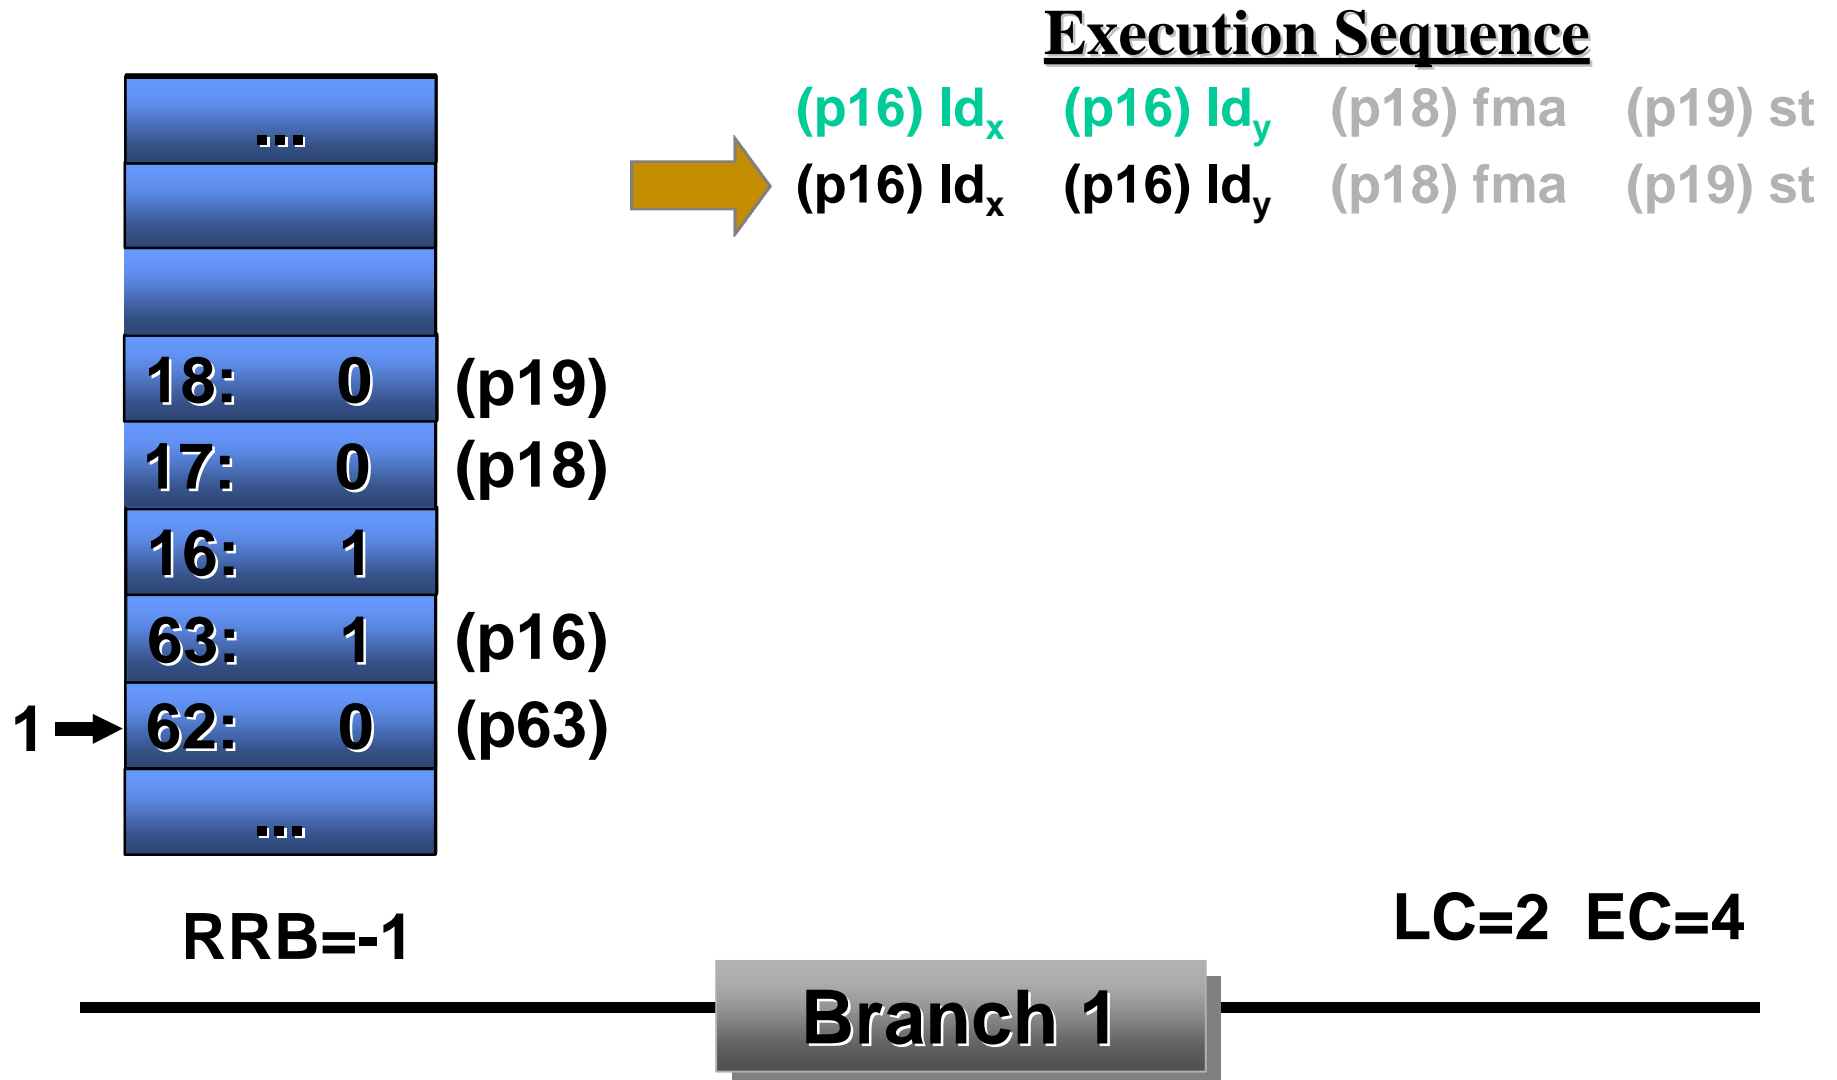 Execution Sequence
(p16) ldx (p16) ldy (p18) fma (p19) st
(p16) ldx (p16) ldy (p18) fma (p19) st
...
18: 0 (p19)
17: 0 (p18)
16: 1
63: 1 (p16)
1 62: 0 (p63)
...
RRB=-1
LC=2 EC=4
Branch 1